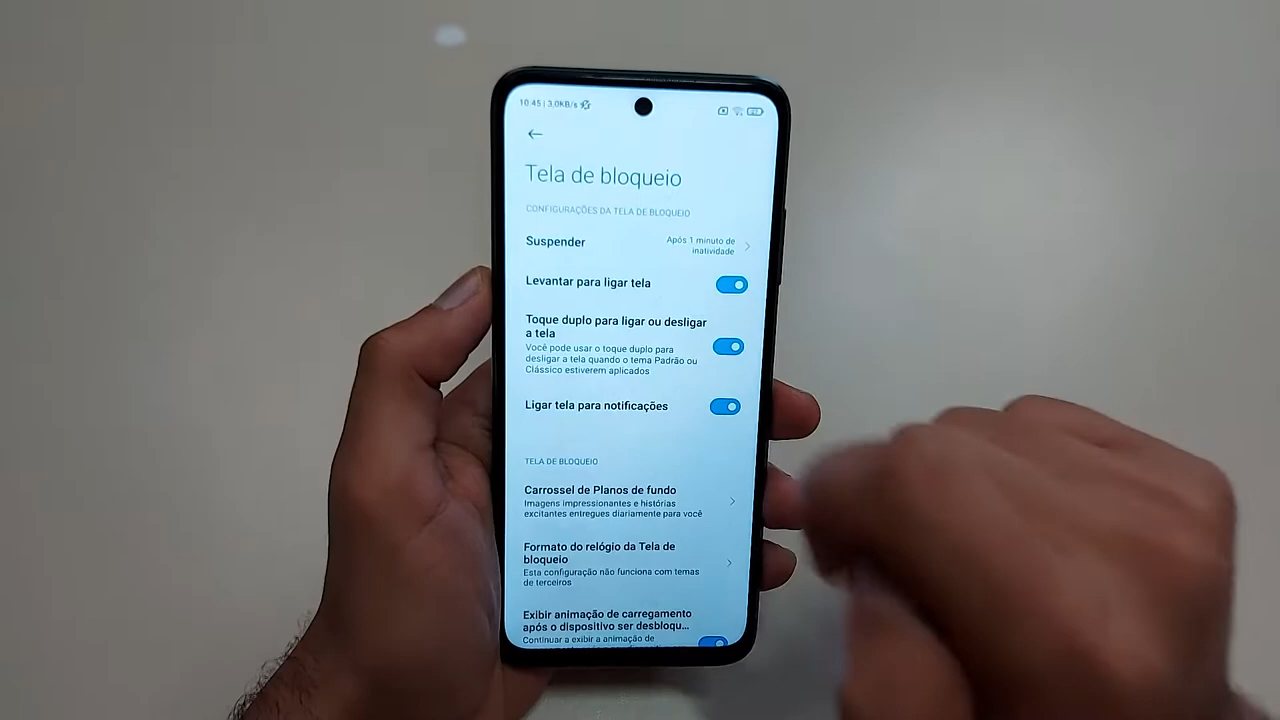 10:45 | 3,0KB/s
Tela de bloqueio
CONFIGURAÇÕES DA TELA DE BLOQUEIO
Suspender
Após 1 minuto de
inatividade
Levantar para ligar tela
Toque duplo para ligar ou desligar
a tela
Você pode usar o toque duplo para
desligar a tela quando o tema Padrão ou
Clássico estiverem aplicados
Ligar tela para notificações
TELA DE BLOQUEIO
Carrossel de Planos de fundo
Imagens impressionantes e histórias
excitantes entregues diariamente para você
Formato do relógio da Tela de
bloqueio
Esta configuração não funciona com temas
de terceiros
Exibir animação de carregamento
após o dispositivo ser desbloqu...
Continuar a exibir a animação de